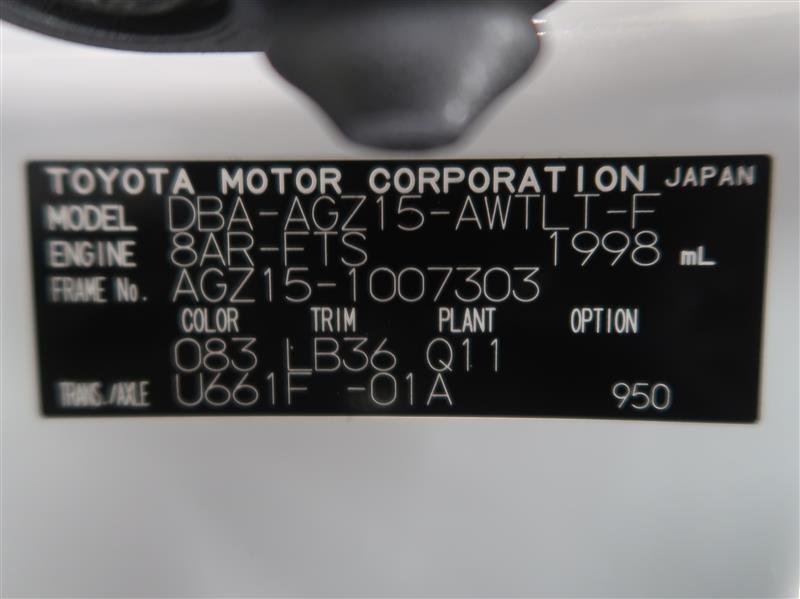 TOYOTA MOTOR CORPORATION JAPAN
MODEL DBA-AGZ15-AWTLT-F
ENGINE 8AR-FTS 1998 mL
FRAME No. AGZ15-1007303
COLOR TRIM PLANT OPTION
083 LB36 Q11
TRANS./AXLE U661F -01A 950